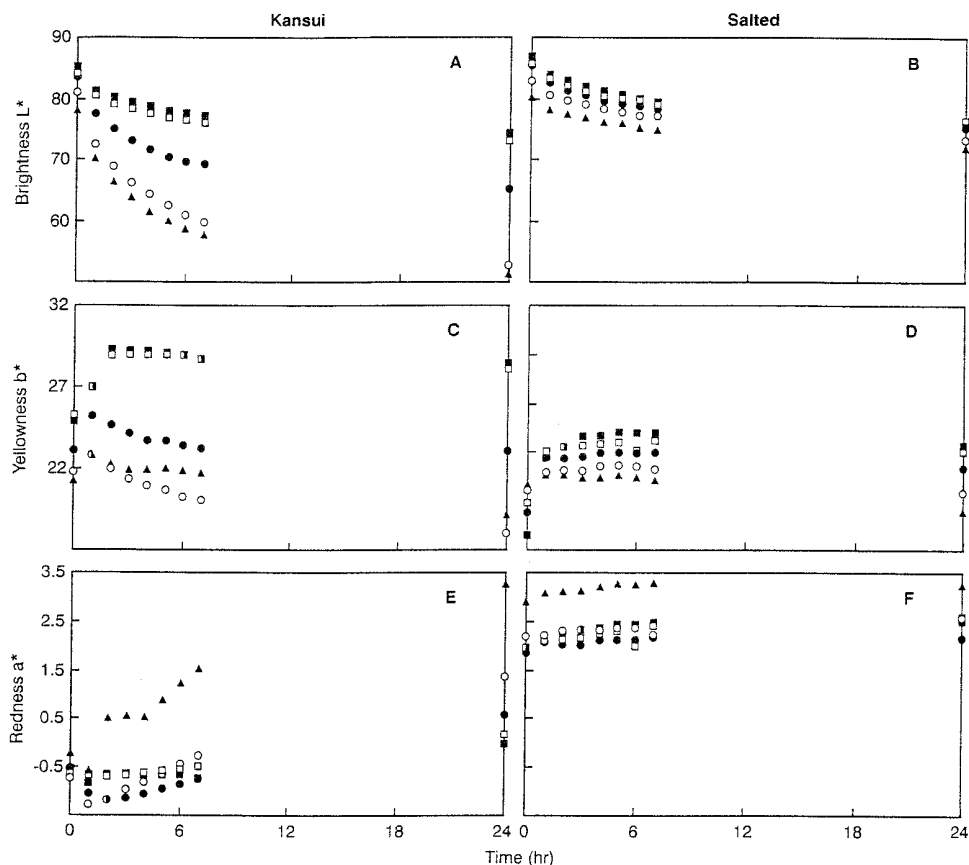 Kansui Salted
90
80
70
60
Brightness L*
A
B
32
27
22
Yellowness b*
C
D
3.5
2.5
1.5
0.5
-0.5
Redness a*
E
F
0 6 12 18 24 0 6 12 18 24
Time (hr)